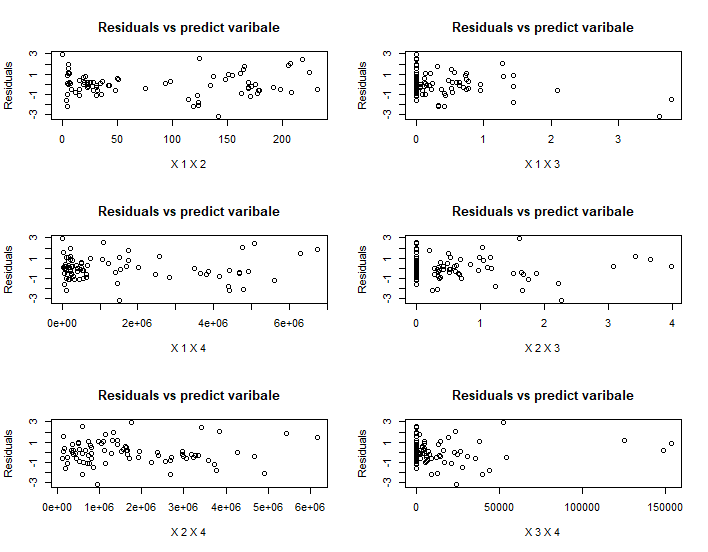 Residuals vs predict varibale
Residuals
3
1
-1
-3
0
50
100
150
200
X 1 X 2
Residuals vs predict varibale
Residuals
3
1
-1
-3
0
1
2
3
X 1 X 3
Residuals vs predict varibale
Residuals
3
1
-1
-3
0e+00
2e+06
4e+06
6e+06
X 1 X 4
Residuals vs predict varibale
Residuals
3
1
-1
-3
0
1
2
3
4
X 2 X 3
Residuals vs predict varibale
Residuals
3
1
-1
-3
0e+00
1e+06
2e+06
3e+06
4e+06
5e+06
6e+06
X 2 X 4
Residuals vs predict varibale
Residuals
3
1
-1
-3
0
50000
100000
150000
X 3 X 4